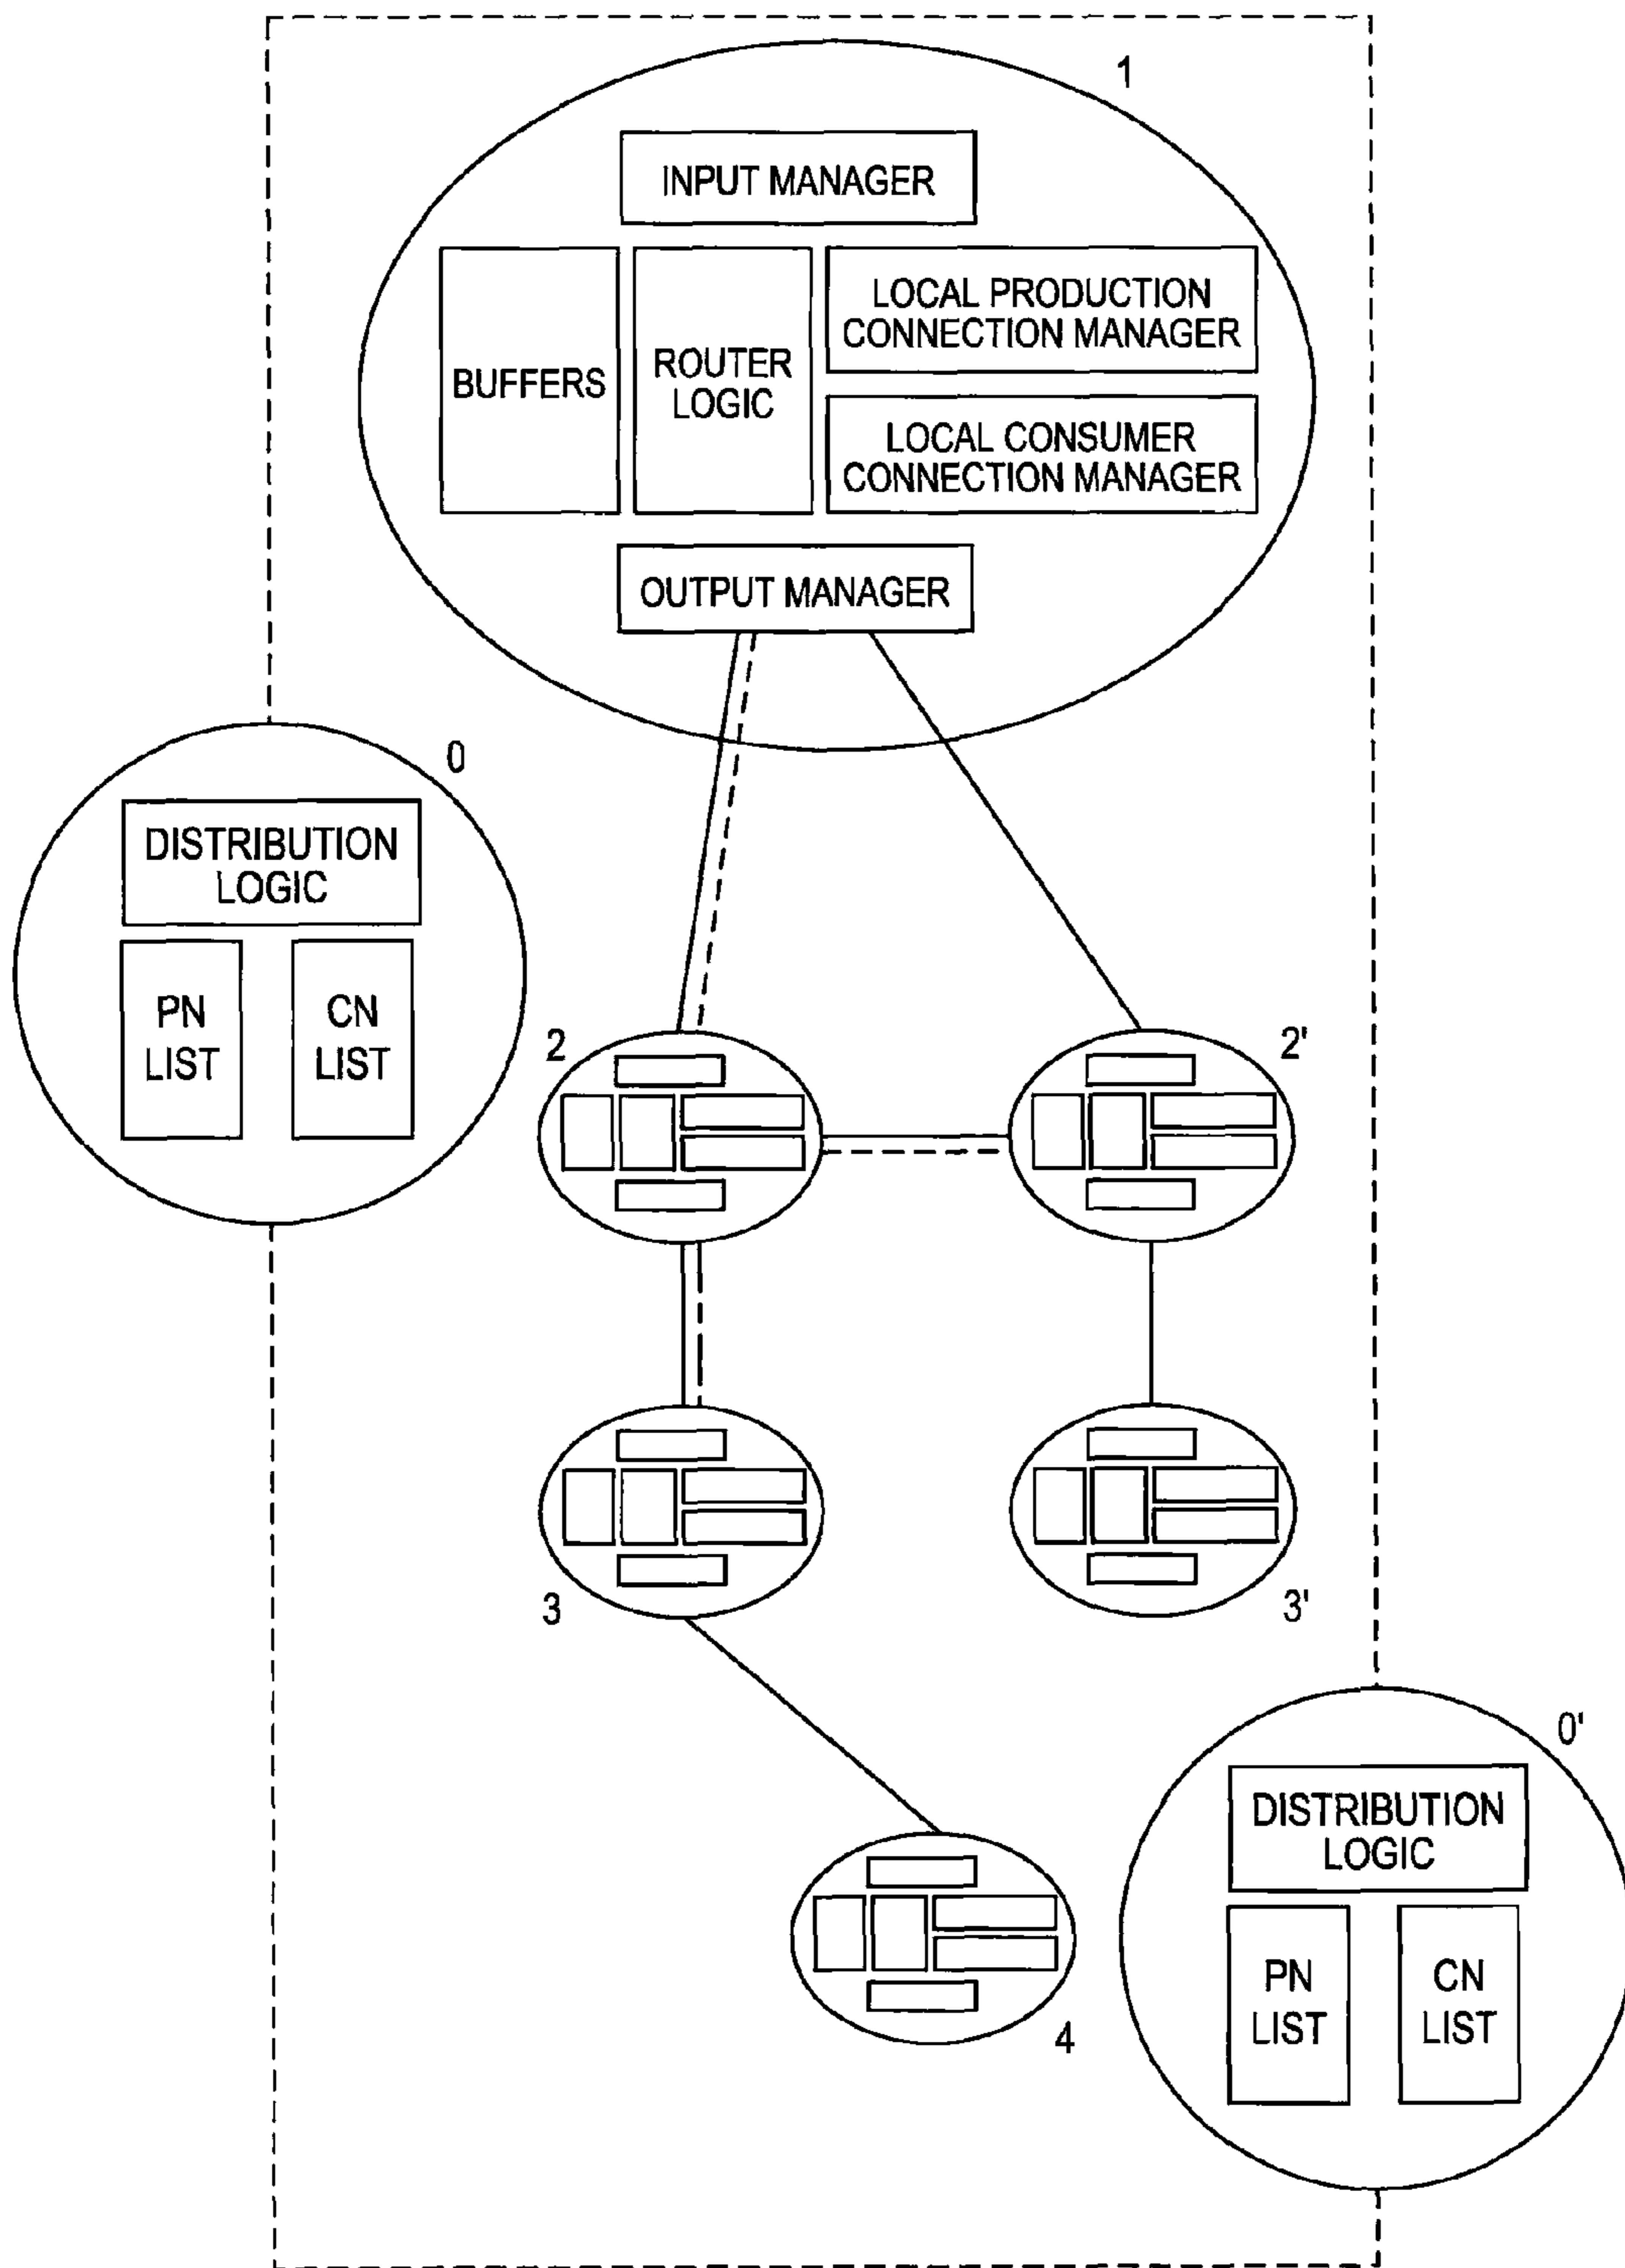 1
INPUT MANAGER
BUFFERS
ROUTER
LOGIC
LOCAL PRODUCTION
CONNECTION MANAGER
LOCAL CONSUMER
CONNECTION MANAGER
OUTPUT MANAGER
0
DISTRIBUTION
LOGIC
PN
LIST
CN
LIST
2
2'
3
3'
0'
DISTRIBUTION
LOGIC
PN
LIST
CN
LIST
4